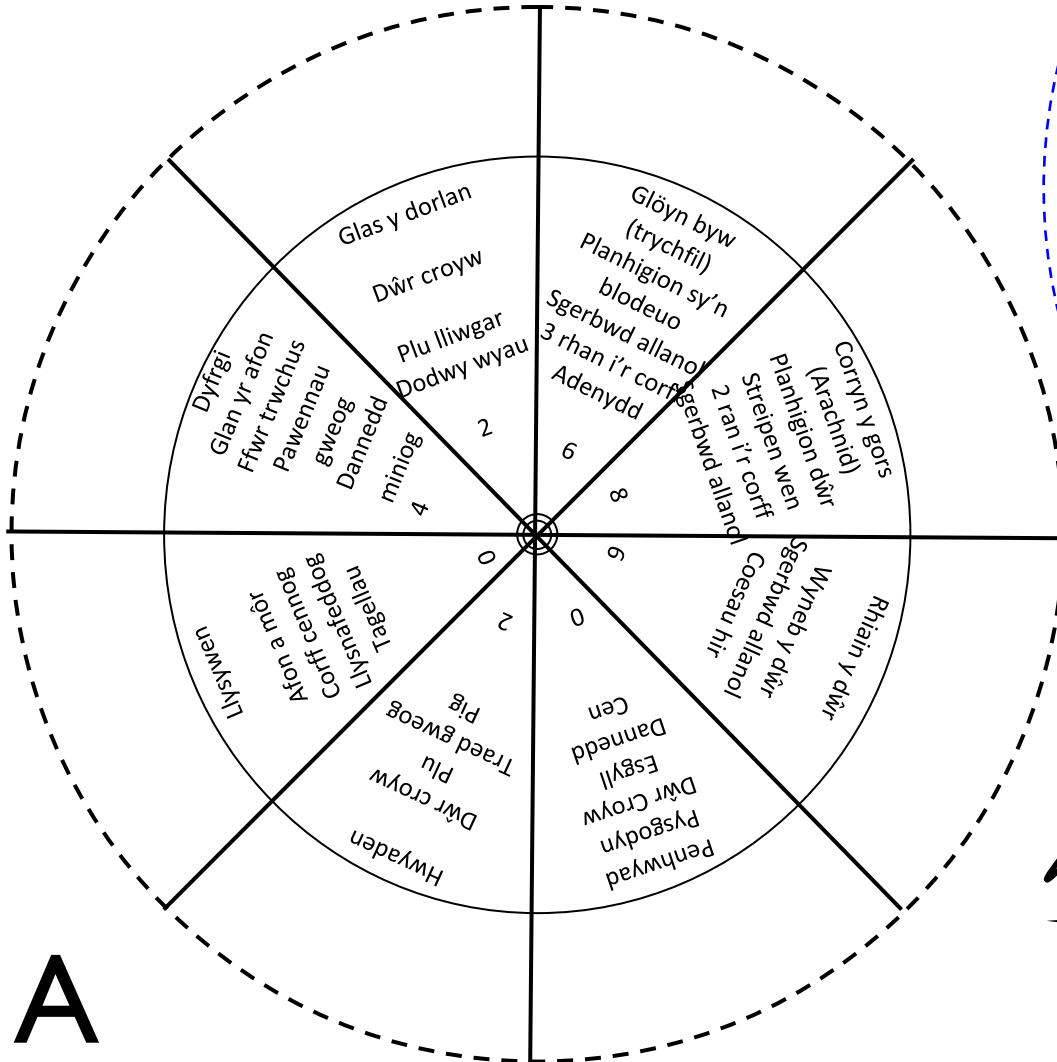 Glöyn byw
(trychfil)
Planhigion sy’n
blodeuo
Sgerbwd allanol
3 rhan i’r corff
Adenydd
6
Corryn y gors
(Arachnid)
Planhigion dŵr
Streipen wen
2 ran i’r corff
Sgerbwd allanol
8
Rhiain y dŵr
Wyneb y dŵr
Sgerbwd allanol
Coesau hir
6
Penhwyad
Pysgodyn
Dŵr Croyw
Esgyll
Dannedd
Cen
0
Hwyaden
Dŵr croyw
Plu
Traed gweog
Pig
2
Llysywen
Afon a môr
Corff cennog
Llysnafeddog
Tagellau
0
Dyfrgi
Glan yr afon
Ffwr trwchus
Pawennau
gweog
Dannedd
miniog
4
Glas y dorlan
Dŵr croyw
Plu lliwgar
Dodwy wyau
2
A